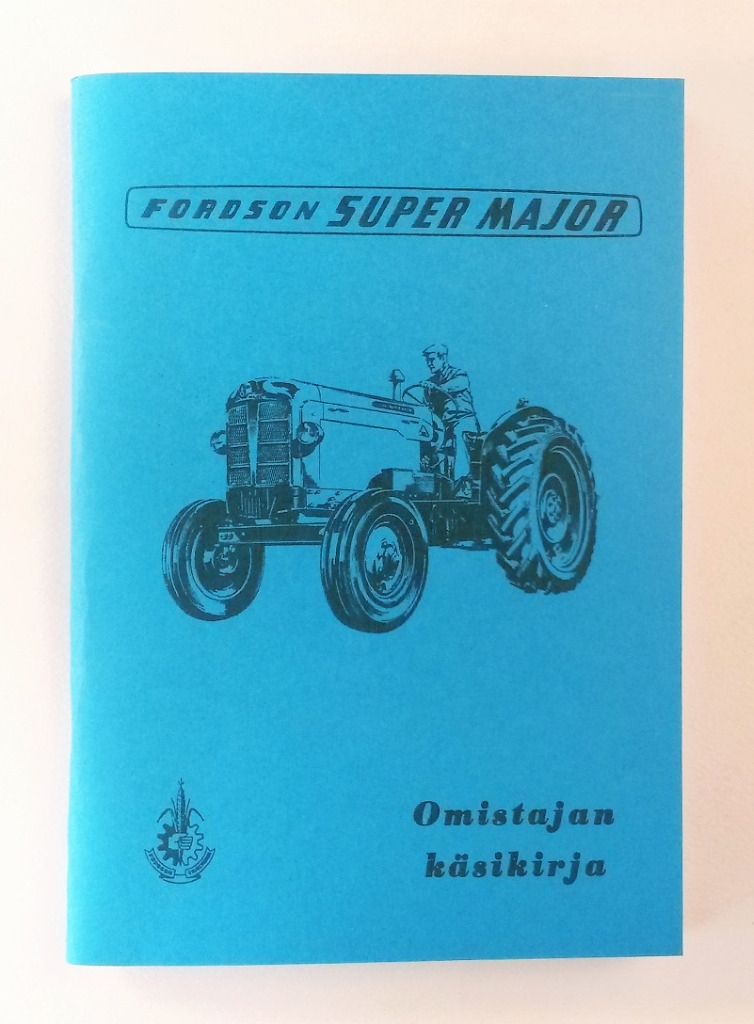 FORDSON SUPER MAJOR
Omistajan
käsikirja